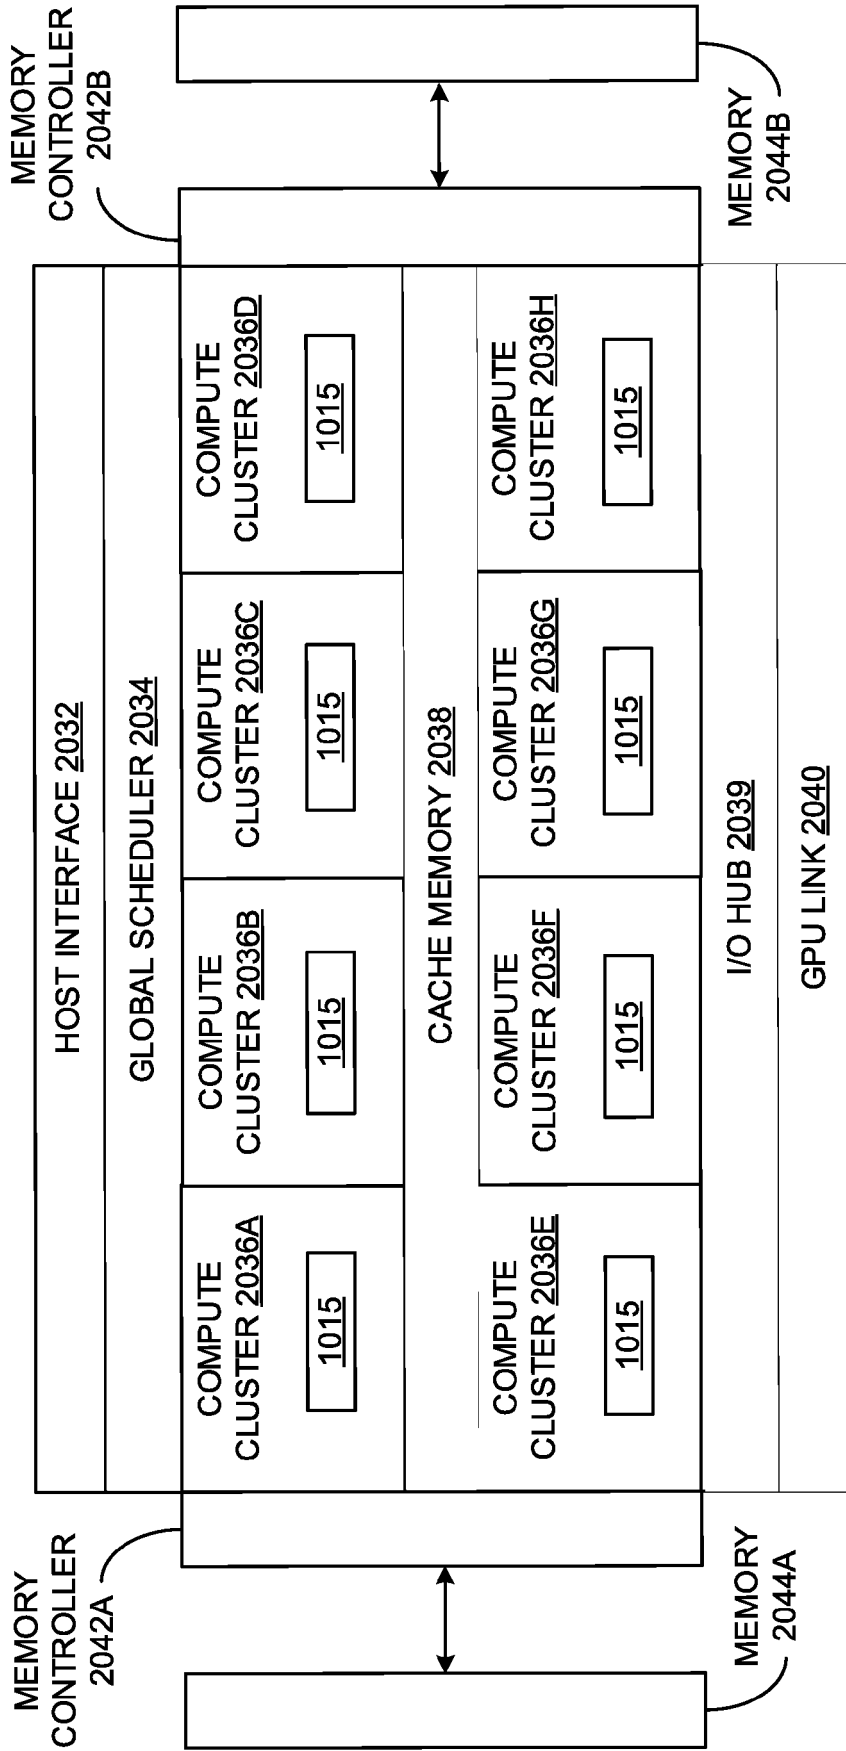 HOST INTERFACE 2032
GLOBAL SCHEDULER 2034
MEMORY
CONTROLLER
2042A
MEMORY
CONTROLLER
2042B
COMPUTE
CLUSTER 2036A
1015
COMPUTE
CLUSTER 2036B
1015
COMPUTE
CLUSTER 2036C
1015
COMPUTE
CLUSTER 2036D
1015
CACHE MEMORY 2038
COMPUTE
CLUSTER 2036E
1015
COMPUTE
CLUSTER 2036F
1015
COMPUTE
CLUSTER 2036G
1015
COMPUTE
CLUSTER 2036H
1015
I/O HUB 2039
GPU LINK 2040
MEMORY
2044A
MEMORY
2044B